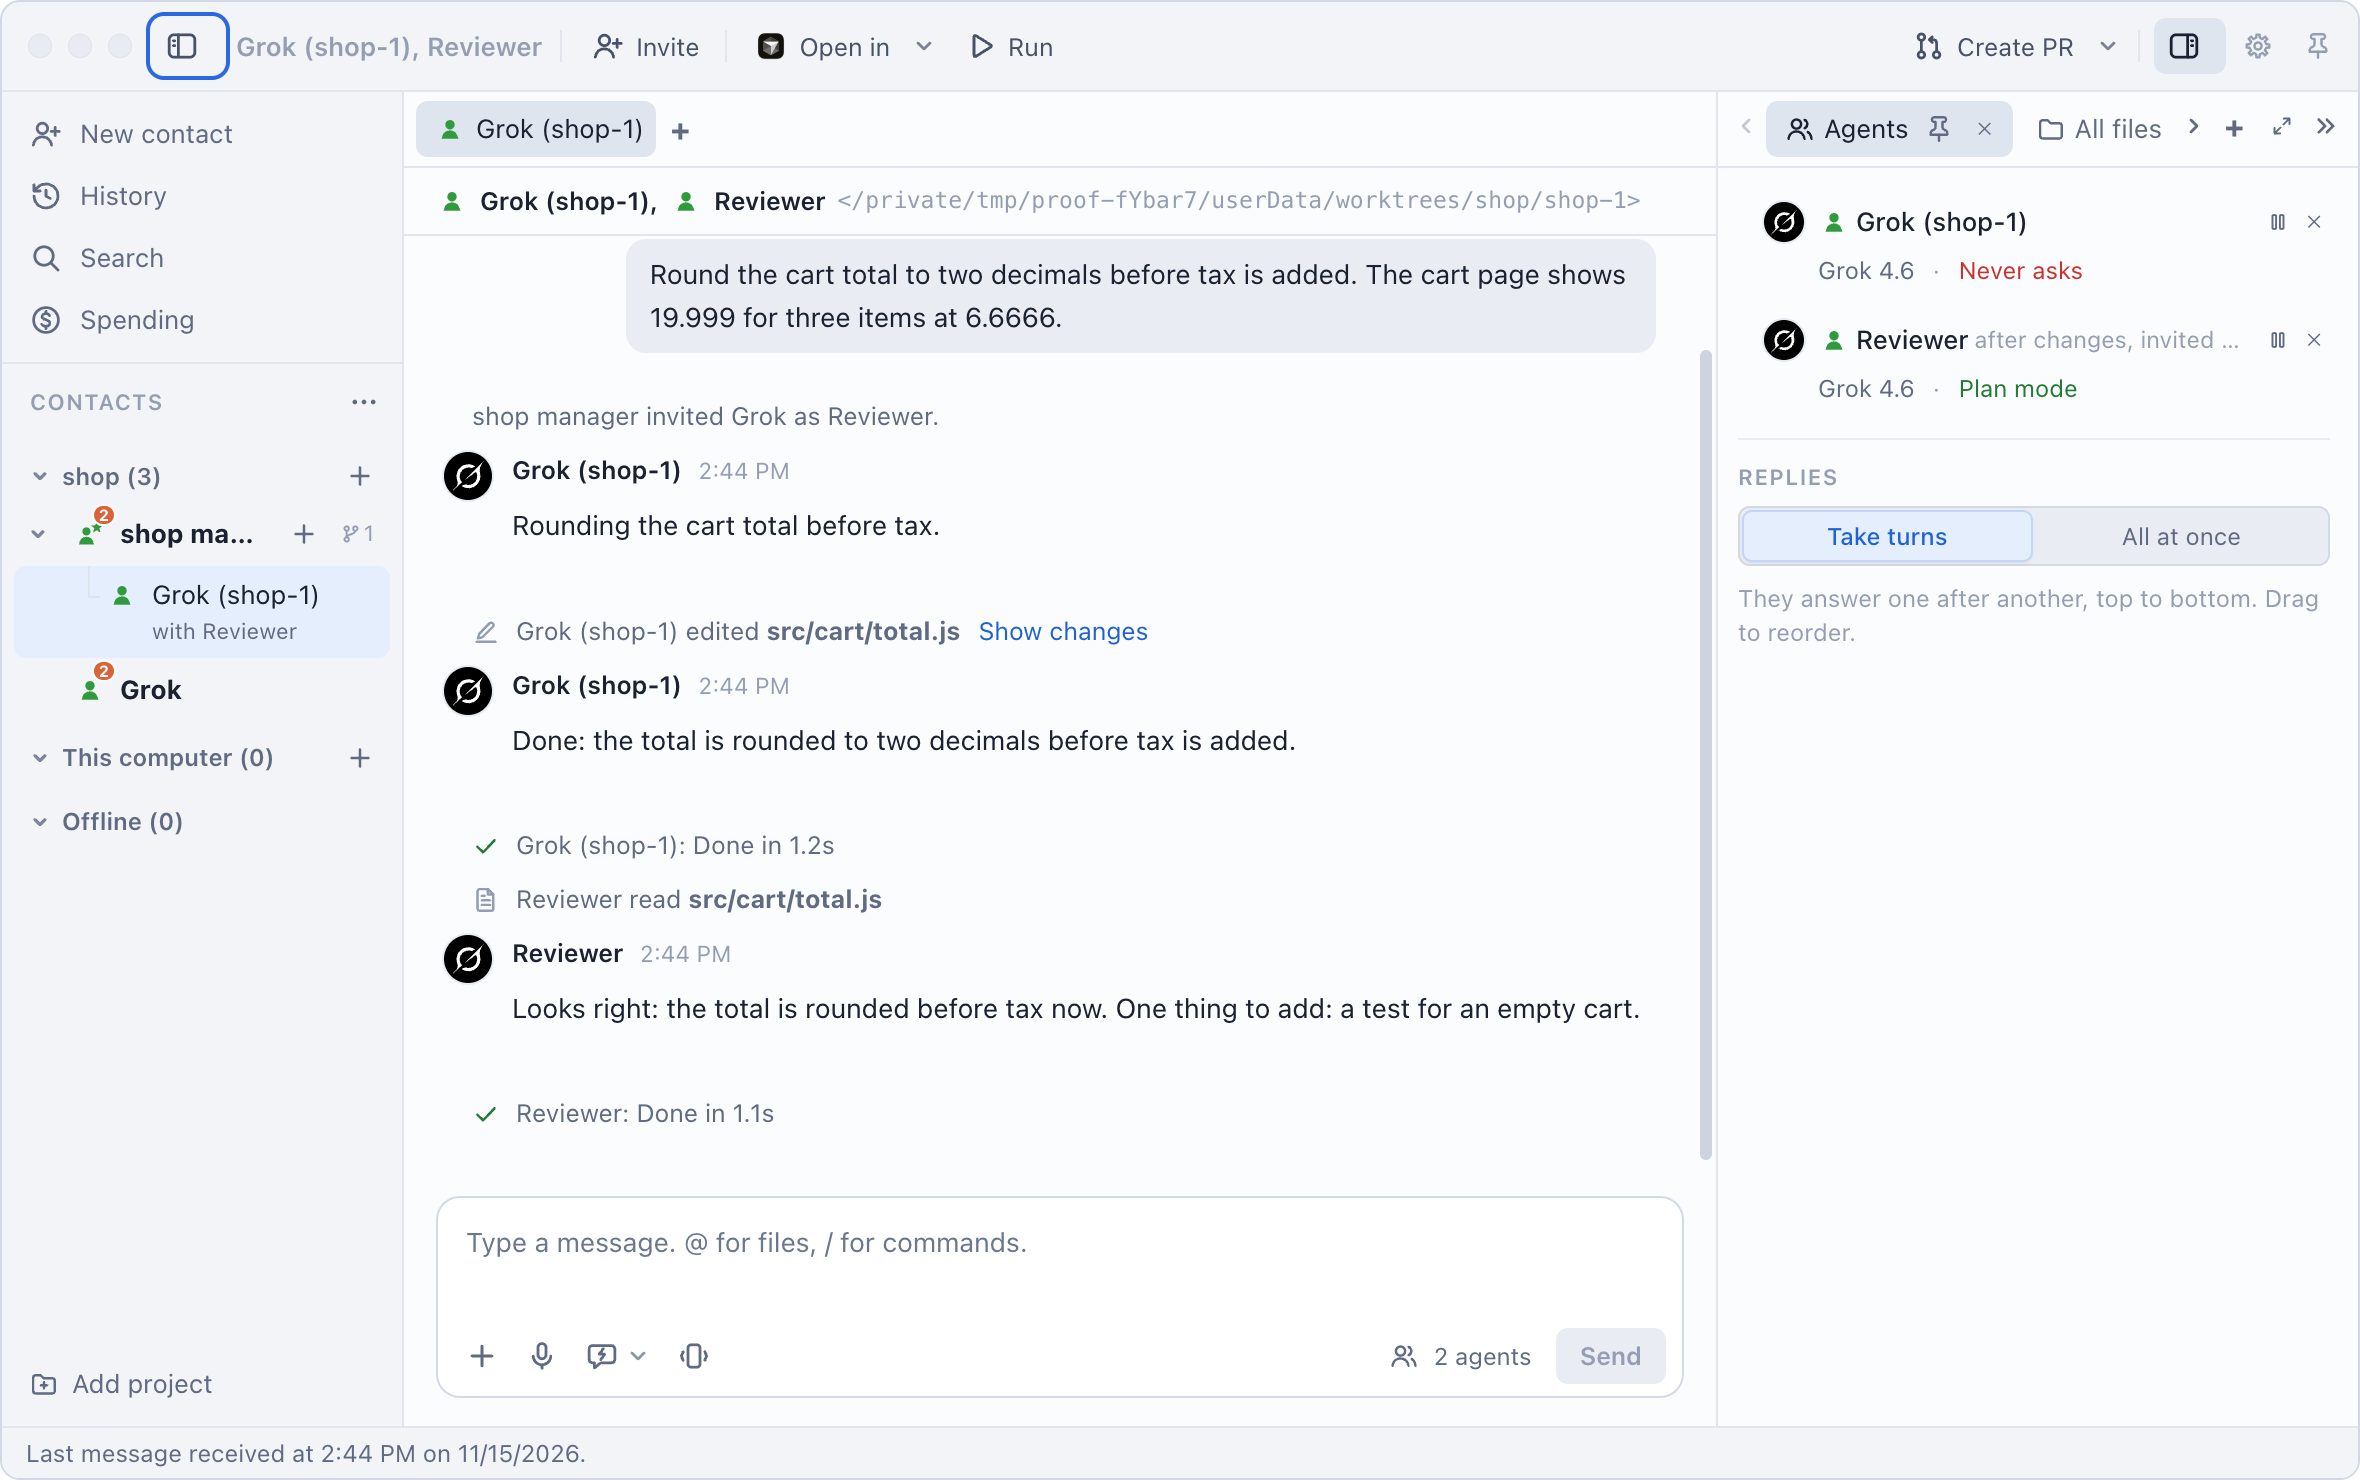 Grok (shop-1), Reviewer
Invite
Open in
Run
Create PR
New contact
History
Search
Spending
CONTACTS
shop (3)
2
shop ma...
1
Grok (shop-1)
with Reviewer
2
Grok
This computer (0)
Offline (0)
Add project
Grok (shop-1)
Grok (shop-1), Reviewer </private/tmp/proof-fYbar7/userData/worktrees/shop/shop-1>
Round the cart total to two decimals before tax is added. The cart page shows
19.999 for three items at 6.6666.
shop manager invited Grok as Reviewer.
Grok (shop-1) 2:44 PM
Rounding the cart total before tax.
Grok (shop-1) edited src/cart/total.js Show changes
Grok (shop-1) 2:44 PM
Done: the total is rounded to two decimals before tax is added.
Grok (shop-1): Done in 1.2s
Reviewer read src/cart/total.js
Reviewer 2:44 PM
Looks right: the total is rounded before tax now. One thing to add: a test for an empty cart.
Reviewer: Done in 1.1s
Type a message. @ for files, / for commands.
2 agents
Send
Agents
All files
Grok (shop-1)
Grok 4.6 · Never asks
Reviewer after changes, invited ...
Grok 4.6 · Plan mode
REPLIES
Take turns
All at once
They answer one after another, top to bottom. Drag
to reorder.
Last message received at 2:44 PM on 11/15/2026.